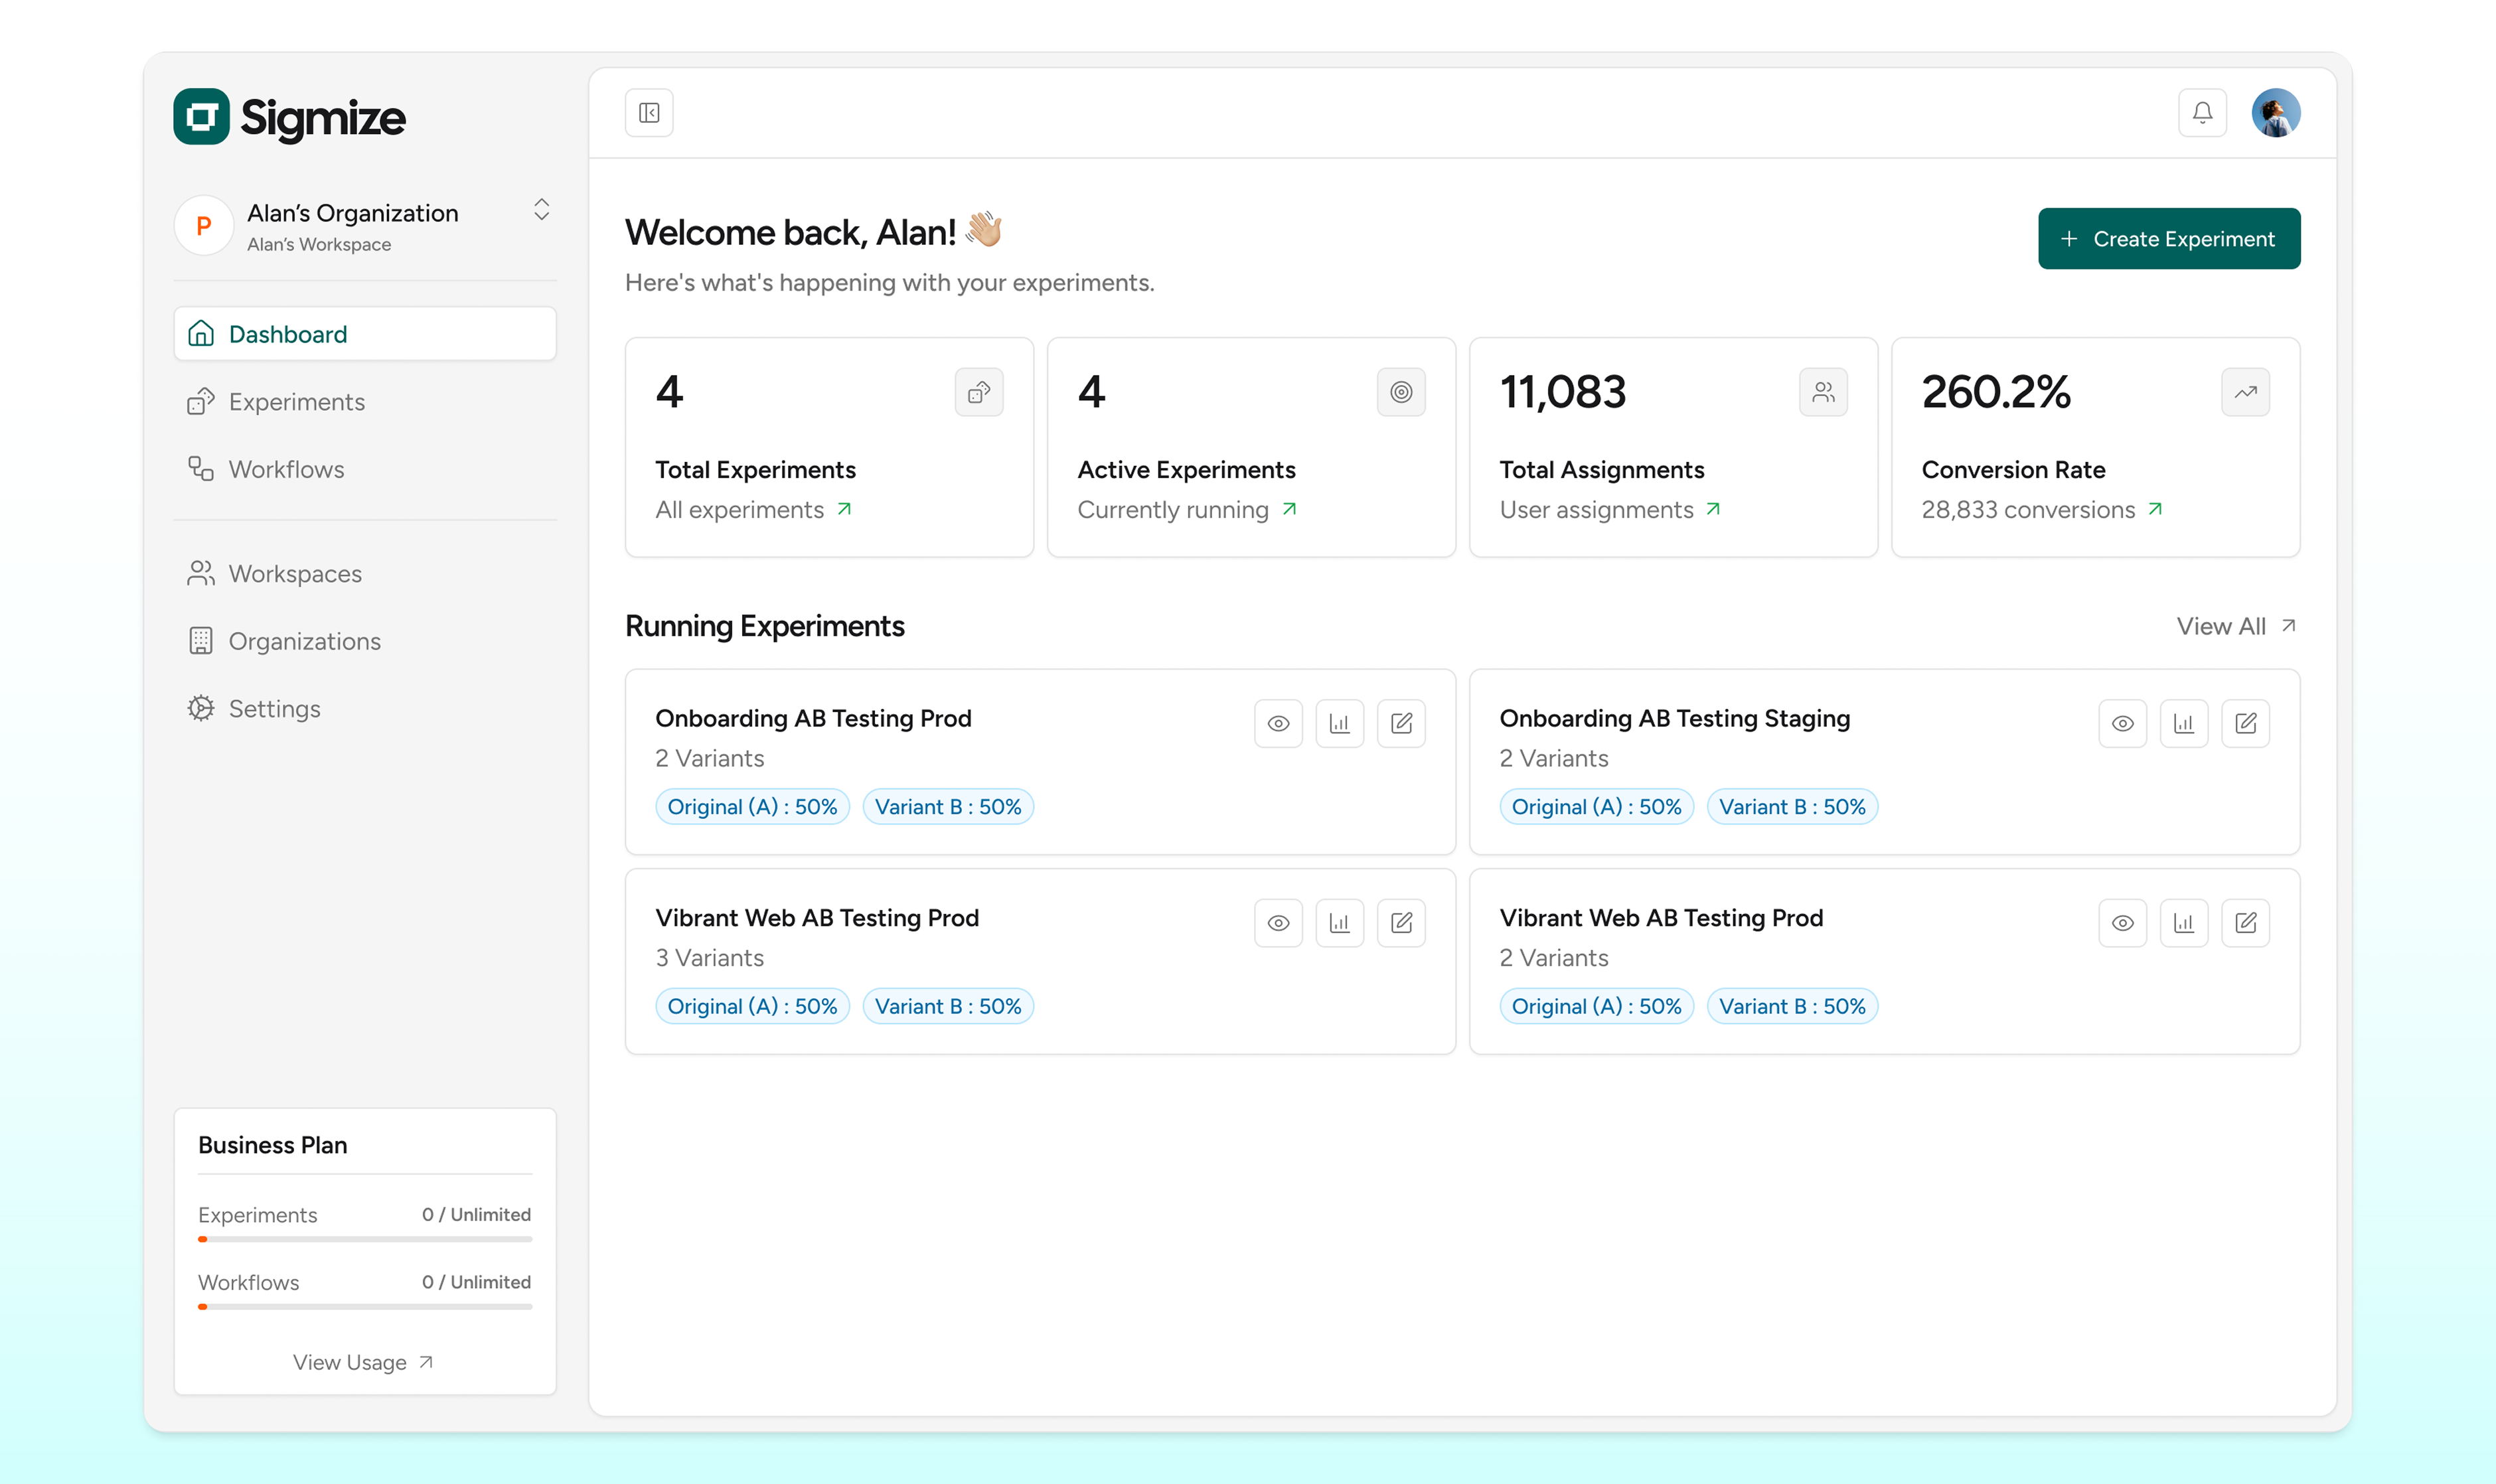 Sigmize
P
Alan’s Organization
Alan’s Workspace
Dashboard
Experiments
Workflows
Workspaces
Organizations
Settings
Business Plan
Experiments 0 / Unlimited
Workflows 0 / Unlimited
View Usage
Welcome back, Alan! 👋🏼
Here's what's happening with your experiments.
+ Create Experiment
4
Total Experiments
All experiments
4
Active Experiments
Currently running
11,083
Total Assignments
User assignments
260.2%
Conversion Rate
28,833 conversions
Running Experiments
View All
Onboarding AB Testing Prod
2 Variants
Original (A) : 50% Variant B : 50%
Onboarding AB Testing Staging
2 Variants
Original (A) : 50% Variant B : 50%
Vibrant Web AB Testing Prod
3 Variants
Original (A) : 50% Variant B : 50%
Vibrant Web AB Testing Prod
2 Variants
Original (A) : 50% Variant B : 50%